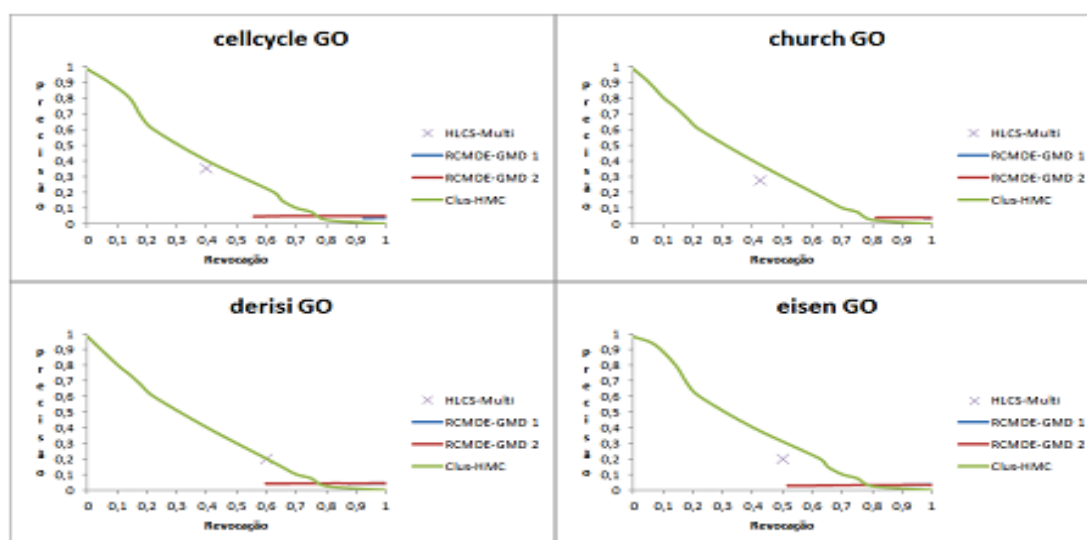 cellcycle GO
precisão
1
0,9
0,8
0,7
0,6
0,5
0,4
0,3
0,2
0,1
0
0 0,1 0,2 0,3 0,4 0,5 0,6 0,7 0,8 0,9 1
Revocação
HLCS-Multi
RCMDE-GMD 1
RCMDE-GMD 2
Clus-HMC
church GO
precisão
1
0,9
0,8
0,7
0,6
0,5
0,4
0,3
0,2
0,1
0
0 0,1 0,2 0,3 0,4 0,5 0,6 0,7 0,8 0,9 1
Revocação
HLCS-Multi
RCMDE-GMD 1
RCMDE-GMD 2
Clus-HMC
derisi GO
precisão
1
0,9
0,8
0,7
0,6
0,5
0,4
0,3
0,2
0,1
0
0 0,1 0,2 0,3 0,4 0,5 0,6 0,7 0,8 0,9 1
Revocação
HLCS-Multi
RCMDE-GMD 1
RCMDE-GMD 2
Clus-HMC
eisen GO
precisão
1
0,9
0,8
0,7
0,6
0,5
0,4
0,3
0,2
0,1
0
0 0,1 0,2 0,3 0,4 0,5 0,6 0,7 0,8 0,9 1
Revocação
HLCS-Multi
RCMDE-GMD 1
RCMDE-GMD 2
Clus-HMC